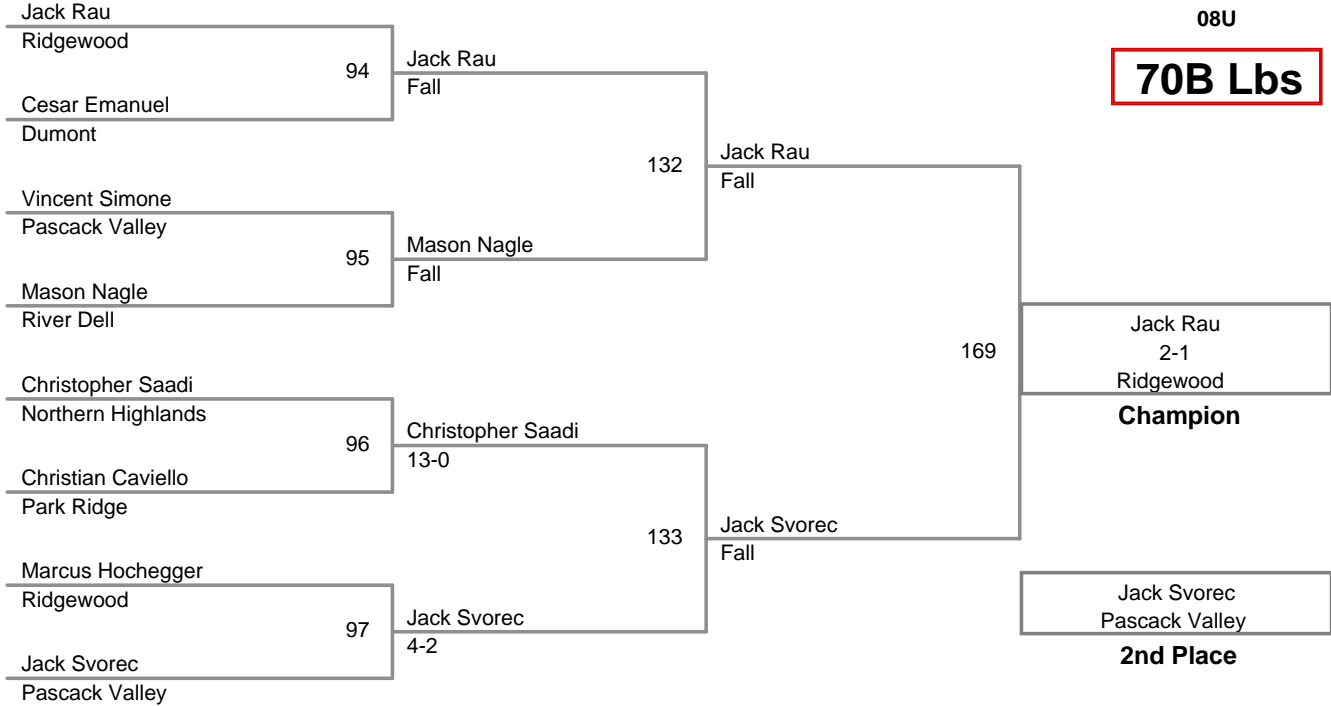 08U
70B Lbs
Jack Rau
Ridgewood
94
Cesar Emanuel
Dumont
Vincent Simone
Pascack Valley
95
Mason Nagle
River Dell
Christopher Saadi
Northern Highlands
96
Christian Caviello
Park Ridge
Marcus Hochegger
Ridgewood
97
Jack Svorec
Pascack Valley
Jack Rau
Fall
132
Mason Nagle
Fall
Christopher Saadi
13-0
133
Jack Svorec
4-2
Jack Rau
Fall
169
Jack Svorec
Fall
Jack Rau
2-1
Ridgewood
Champion
Jack Svorec
Pascack Valley
2nd Place